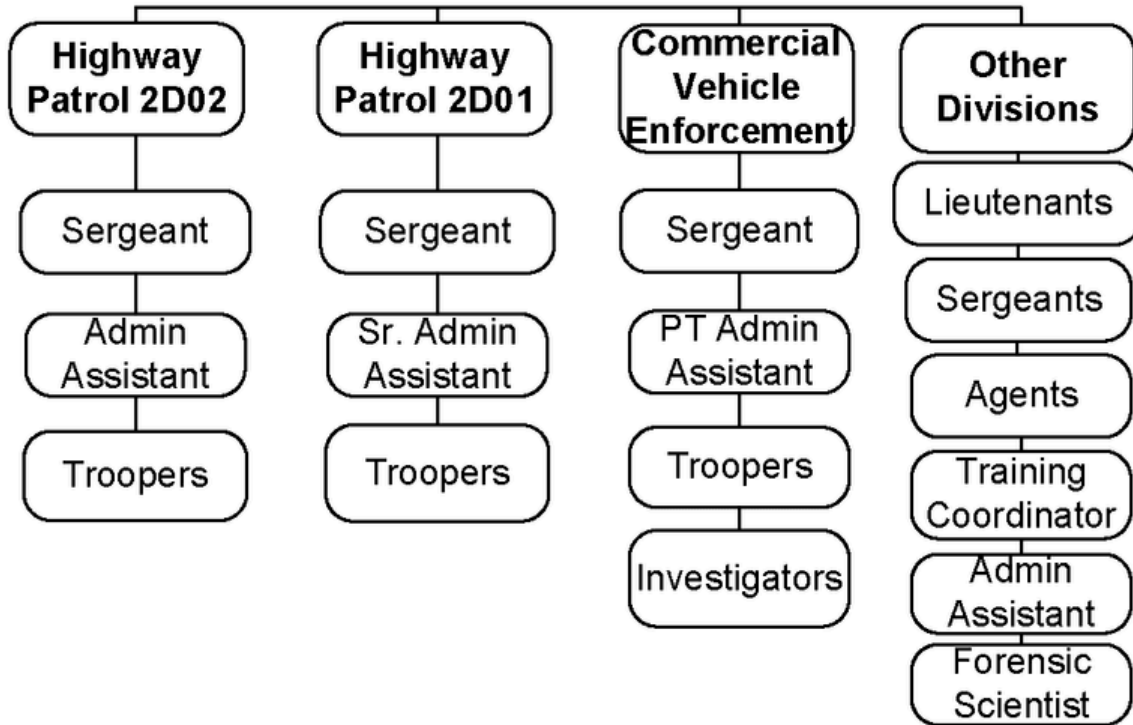 Highway
Patrol 2D02
Highway
Patrol 2D01
Commercial
Vehicle
Enforcement
Other
Divisions
Sergeant
Sergeant
Sergeant
Lieutenants
Admin
Assistant
Sr. Admin
Assistant
PT Admin
Assistant
Sergeants
Troopers
Troopers
Troopers
Agents
Investigators
Training
Coordinator
Admin
Assistant
Forensic
Scientist